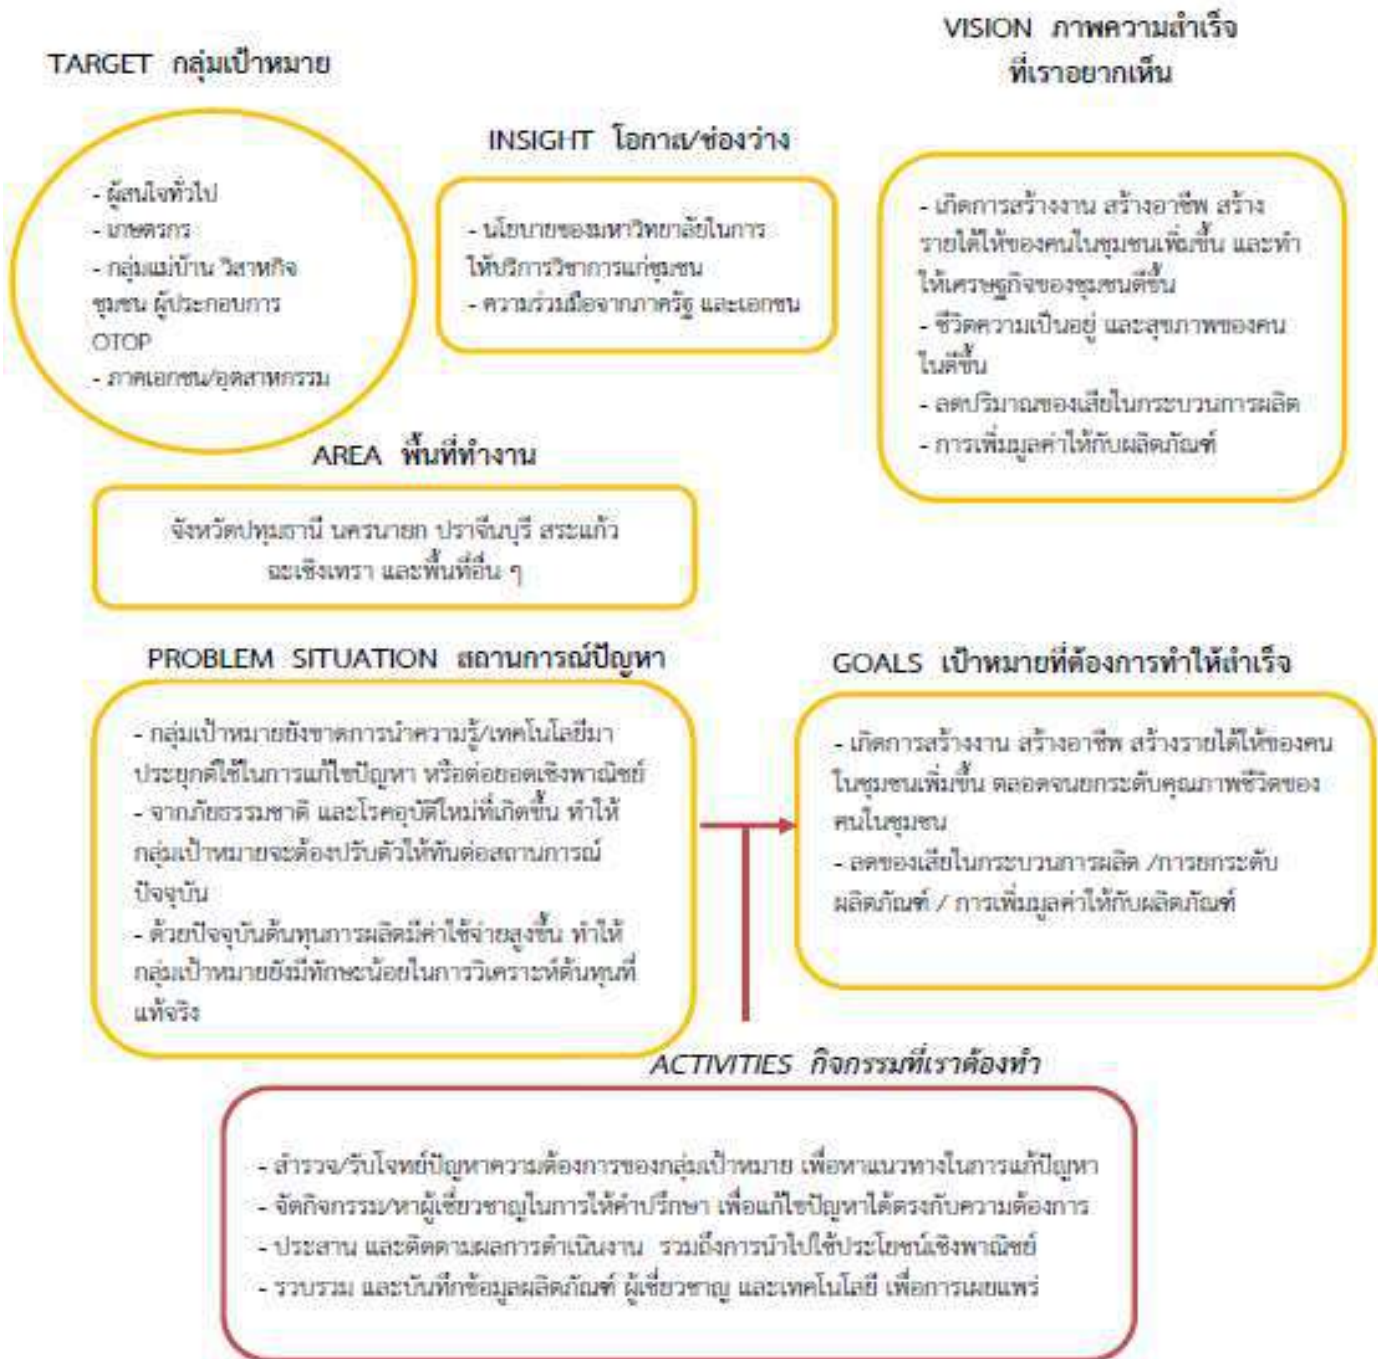 TARGET กลุ่มเป้าหมาย
- ผู้สนใจทั่วไป
- เกษตรกร
- กลุ่มแม่บ้าน วิสาหกิจ
ชุมชน ผู้ประกอบการ
OTOP
- ภาคเอกชน/อุตสาหกรรม
INSIGHT โอกาส/ช่องว่าง
- นโยบายของมหาวิทยาลัยในการ
ให้บริการวิชาการแก่ชุมชน
- ความร่วมมือจากภาครัฐ และเอกชน
VISION ภาพความสำเร็จ
ที่เราอยากเห็น
- เกิดการสร้างงาน สร้างอาชีพ สร้าง
รายได้ให้ของคนในชุมชนเพิ่มขึ้น และทำ
ให้เศรษฐกิจของชุมชนดีขึ้น
- ชีวิตความเป็นอยู่ และสุขภาพของคน
ในดีขึ้น
- ลดปริมาณของเสียในกระบวนการผลิต
- การเพิ่มมูลค่าให้กับผลิตภัณฑ์
AREA พื้นที่ทำงาน
จังหวัดปทุมธานี นครนายก ปราจีนบุรี สระแก้ว
ฉะเชิงเทรา และพื้นที่อื่น ๆ
PROBLEM SITUATION สถานการณ์ปัญหา
- กลุ่มเป้าหมายยังขาดการนำความรู้/เทคโนโลยีมา
ประยุกต์ใช้ในการแก้ไขปัญหา หรือต่อยอดเชิงพาณิชย์
- จากภัยธรรมชาติ และโรคอุบัติใหม่ที่เกิดขึ้น ทำให้
กลุ่มเป้าหมายจะต้องปรับตัวให้ทันต่อสถานการณ์
ปัจจุบัน
- ด้วยปัจจุบันต้นทุนการผลิตมีค่าใช้จ่ายสูงขึ้น ทำให้
กลุ่มเป้าหมายยังมีทักษะน้อยในการวิเคราะห์ต้นทุนที่
แท้จริง
GOALS เป้าหมายที่ต้องการทำให้สำเร็จ
- เกิดการสร้างงาน สร้างอาชีพ สร้างรายได้ให้ของคน
ในชุมชนเพิ่มขึ้น ตลอดจนยกระดับคุณภาพชีวิตของ
คนในชุมชน
- ลดของเสียในกระบวนการผลิต /การยกระดับ
ผลิตภัณฑ์ / การเพิ่มมูลค่าให้กับผลิตภัณฑ์
ACTIVITIES กิจกรรมที่เราต้องทำ
- สำรวจ/รับโจทย์ปัญหาความต้องการของกลุ่มเป้าหมาย เพื่อหาแนวทางในการแก้ปัญหา
- จัดกิจกรรม/หาผู้เชี่ยวชาญในการให้คำปรึกษา เพื่อแก้ไขปัญหาได้ตรงกับความต้องการ
- ประสาน และติดตามผลการดำเนินงาน รวมถึงการนำไปใช้ประโยชน์เชิงพาณิชย์
- รวบรวม และบันทึกข้อมูลผลิตภัณฑ์ ผู้เชี่ยวชาญ และเทคโนโลยี เพื่อการเผยแพร่